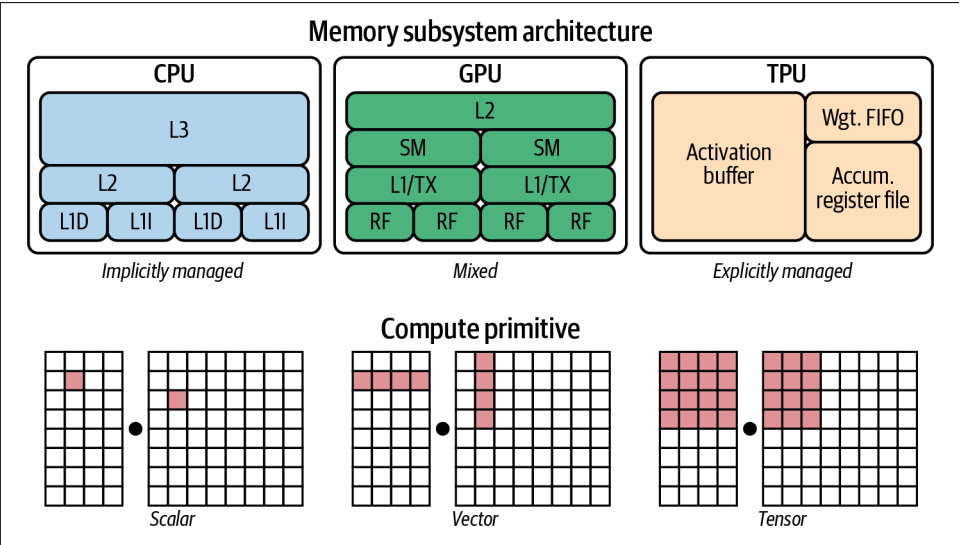 Memory subsystem architecture
CPU
L3
L2 L2
L1D L1I L1D L1I
Implicitly managed
GPU
L2
SM SM
L1/TX L1/TX
RF RF RF RF
Mixed
TPU
Activation
buffer
Wgt. FIFO
Accum.
register file
Explicitly managed
Compute primitive
Scalar
Vector
Tensor